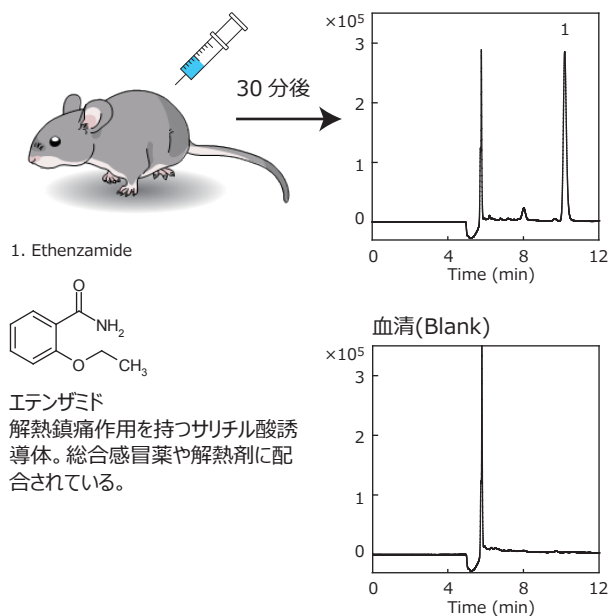 30 分後
×10⁵
3
2
1
0
1
0
4
8
12
Time (min)
1. Ethenzamide
O
NH₂
O
CH₃
エテンザミド
解熱鎮痛作用を持つサリチル酸誘
導体。総合感冒薬や解熱剤に配
合されている。
血清(Blank)
×10⁵
3
2
1
0
0
4
8
12
Time (min)